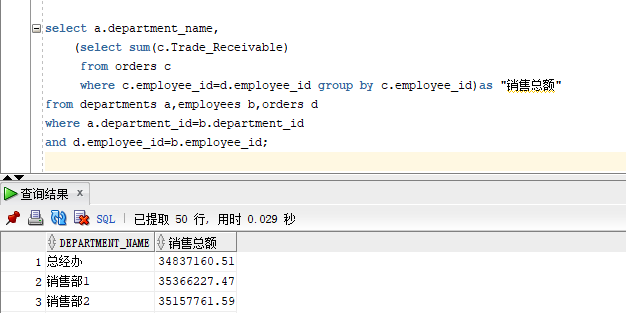 select a.department_name,
(select sum(c.Trade_Receivable)
from orders c
where c.employee_id=d.employee_id group by c.employee_id)as "销售总额"
from departments a,employees b,orders d
where a.department_id=b.department_id
and d.employee_id=b.employee_id;
查询结果 ×
SQL | 已提取 50 行, 用时 0.029 秒
DEPARTMENT_NAME 销售总额
1 总经办 34837160.51
2 销售部1 35366227.47
3 销售部2 35157761.59